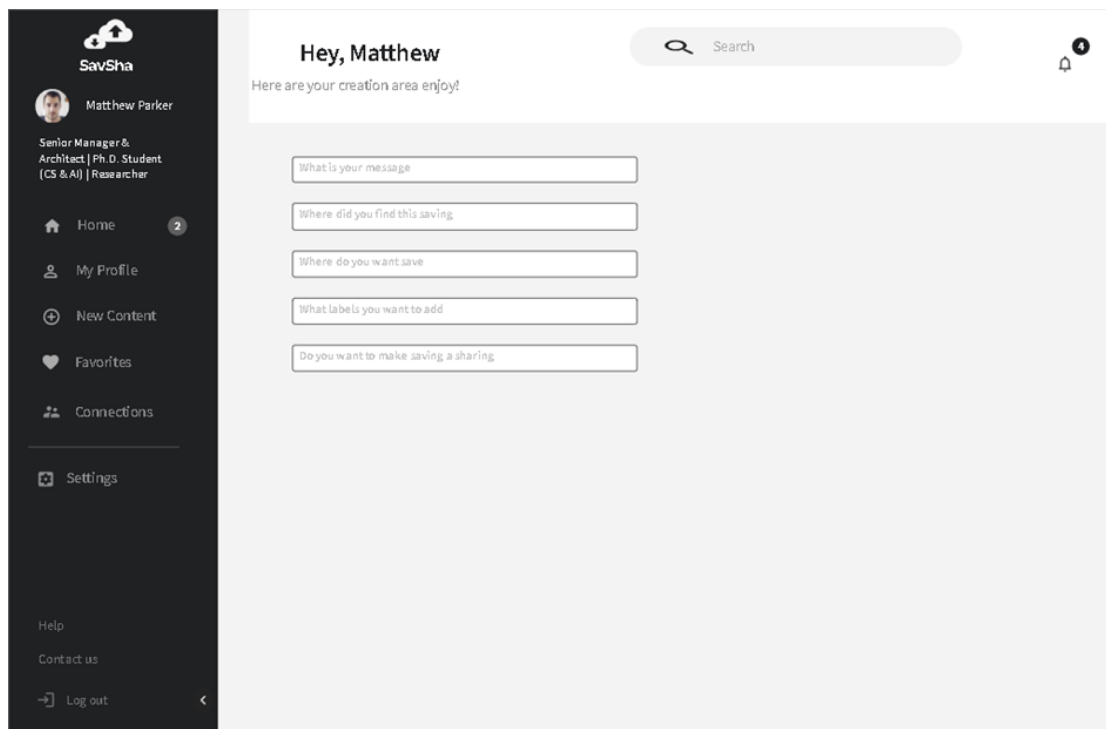 SavSha
Matthew Parker
Senior Manager &
Architect | Ph.D. Student
(CS & AI) | Researcher
Home 2
My Profile
New Content
Favorites
Connections
Settings
Help
Contact us
Log out
Hey, Matthew
Here are your creation area enjoy!
Search
4
What is your message
Where did you find this saving
Where do you want save
What labels you want to add
Do you want to make saving a sharing